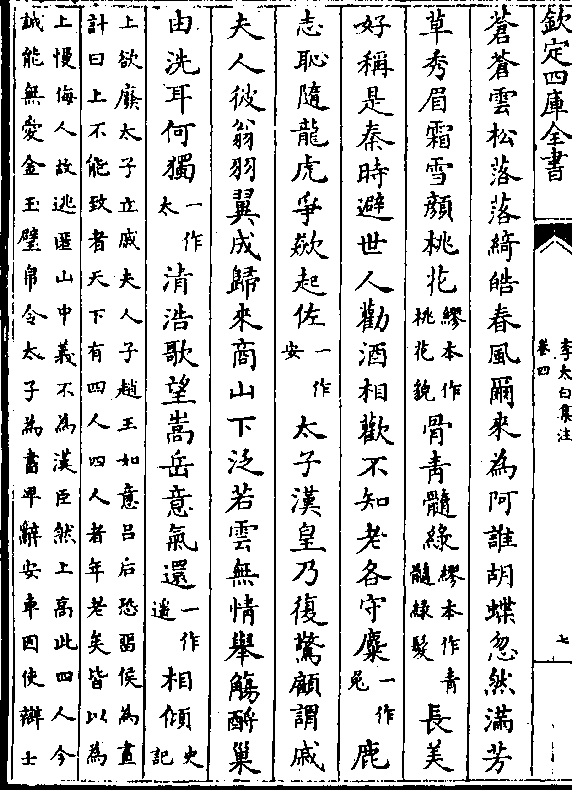 欽定四庫全書
李太白集注
卷四
七
蒼蒼雲松落落綺皓春風爾來為阿誰胡蝶忽然滿芳
草秀眉霜雪顔桃花繆本作桃花貌骨青髓緑繆本作青髓緑髮長美
好稱是秦時避世人勸酒相歡不知老各守麋一作兔鹿
志恥隨龍虎爭欻起佐一作安太子漢皇乃復驚顧謂戚
夫人彼翁羽翼成歸來商山下泛若雲無情舉觴酹巢
由洗耳何獨一作太清浩歌望嵩岳意氣還一作遥相傾史記
上欲廢太子立戚夫人子趙王如意吕后恐留侯為畫
計曰上不能致者天下有四人四人者年老矣皆以為
上慢侮人故逃匿山中義不為漢臣然上高此四人今
誠能無愛金玉璧帛令太子為書卑辭安車因使辯士